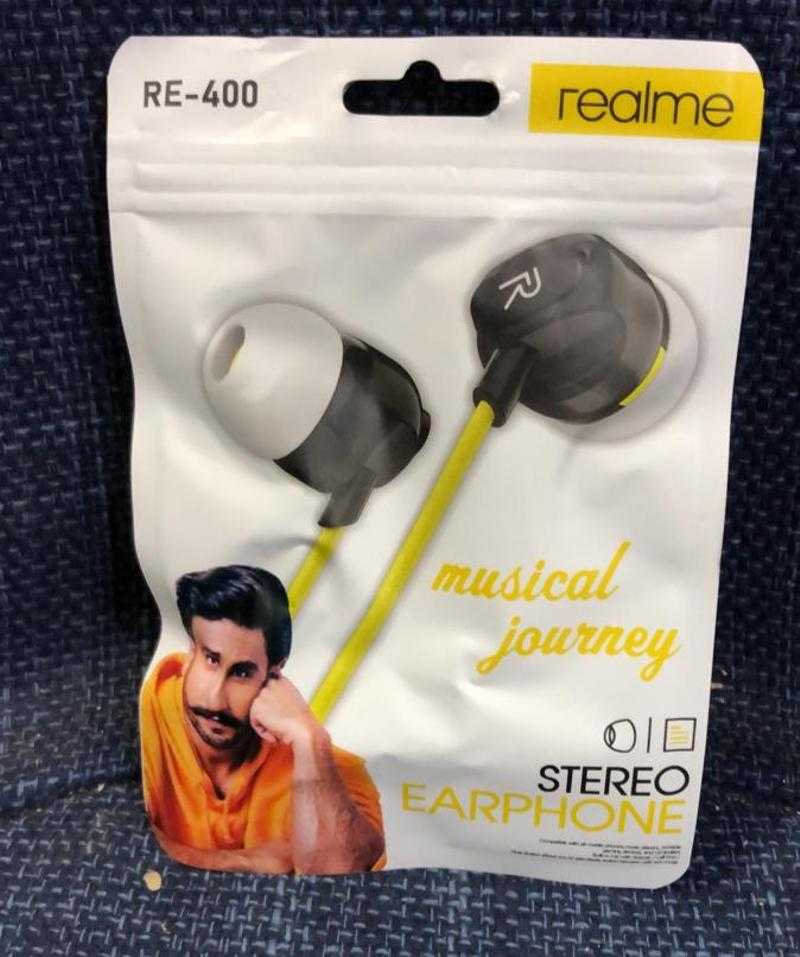 RE-400
realme
R
musical
journey
STEREO
EARPHONE